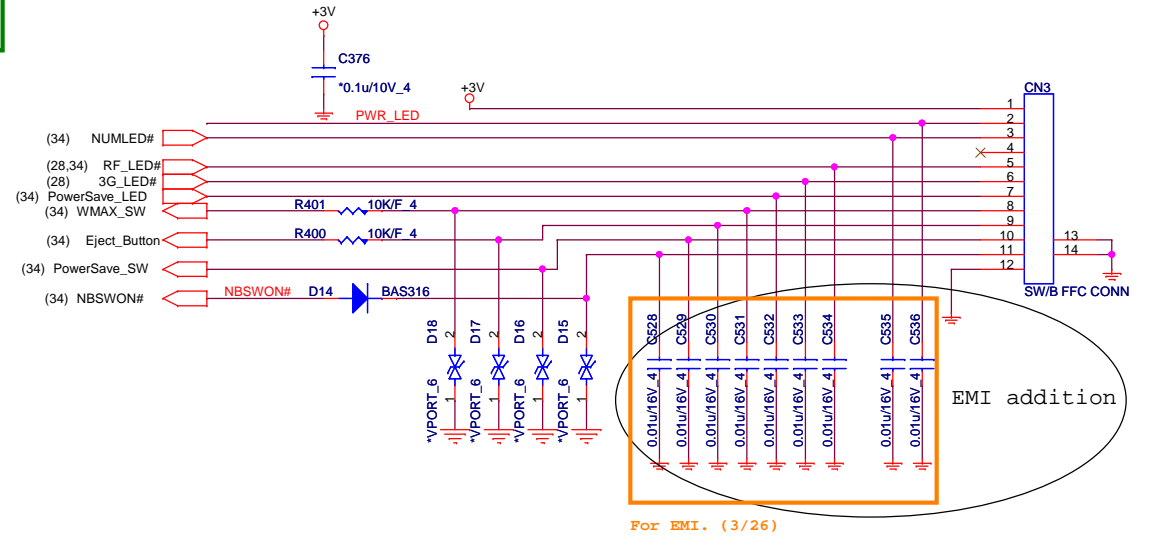 +3V
C376
*0.1u/10V_4
+3V
CN3
PWR_LED
1
2
3
4
5
6
7
8
9
10
11
12
13
14
SW/B FFC CONN
(34) NUMLED#
(28,34) RF_LED#
(28) 3G_LED#
(34) PowerSave_LED
(34) WMAX_SW
R401 10K/F_4
(34) Eject_Button
R400 10K/F_4
(34) PowerSave_SW
(34) NBSWON#
NBSWON# D14 BAS316
D18 2
1
*VPORT_6
D17 2
1
*VPORT_6
D16 2
1
*VPORT_6
D15 2
1
*VPORT_6
C528
0.01u/16V_4
C529
0.01u/16V_4
C530
0.01u/16V_4
C531
0.01u/16V_4
C532
0.01u/16V_4
C533
0.01u/16V_4
C534
0.01u/16V_4
C535
0.01u/16V_4
C536
0.01u/16V_4
EMI addition
For EMI. (3/26)